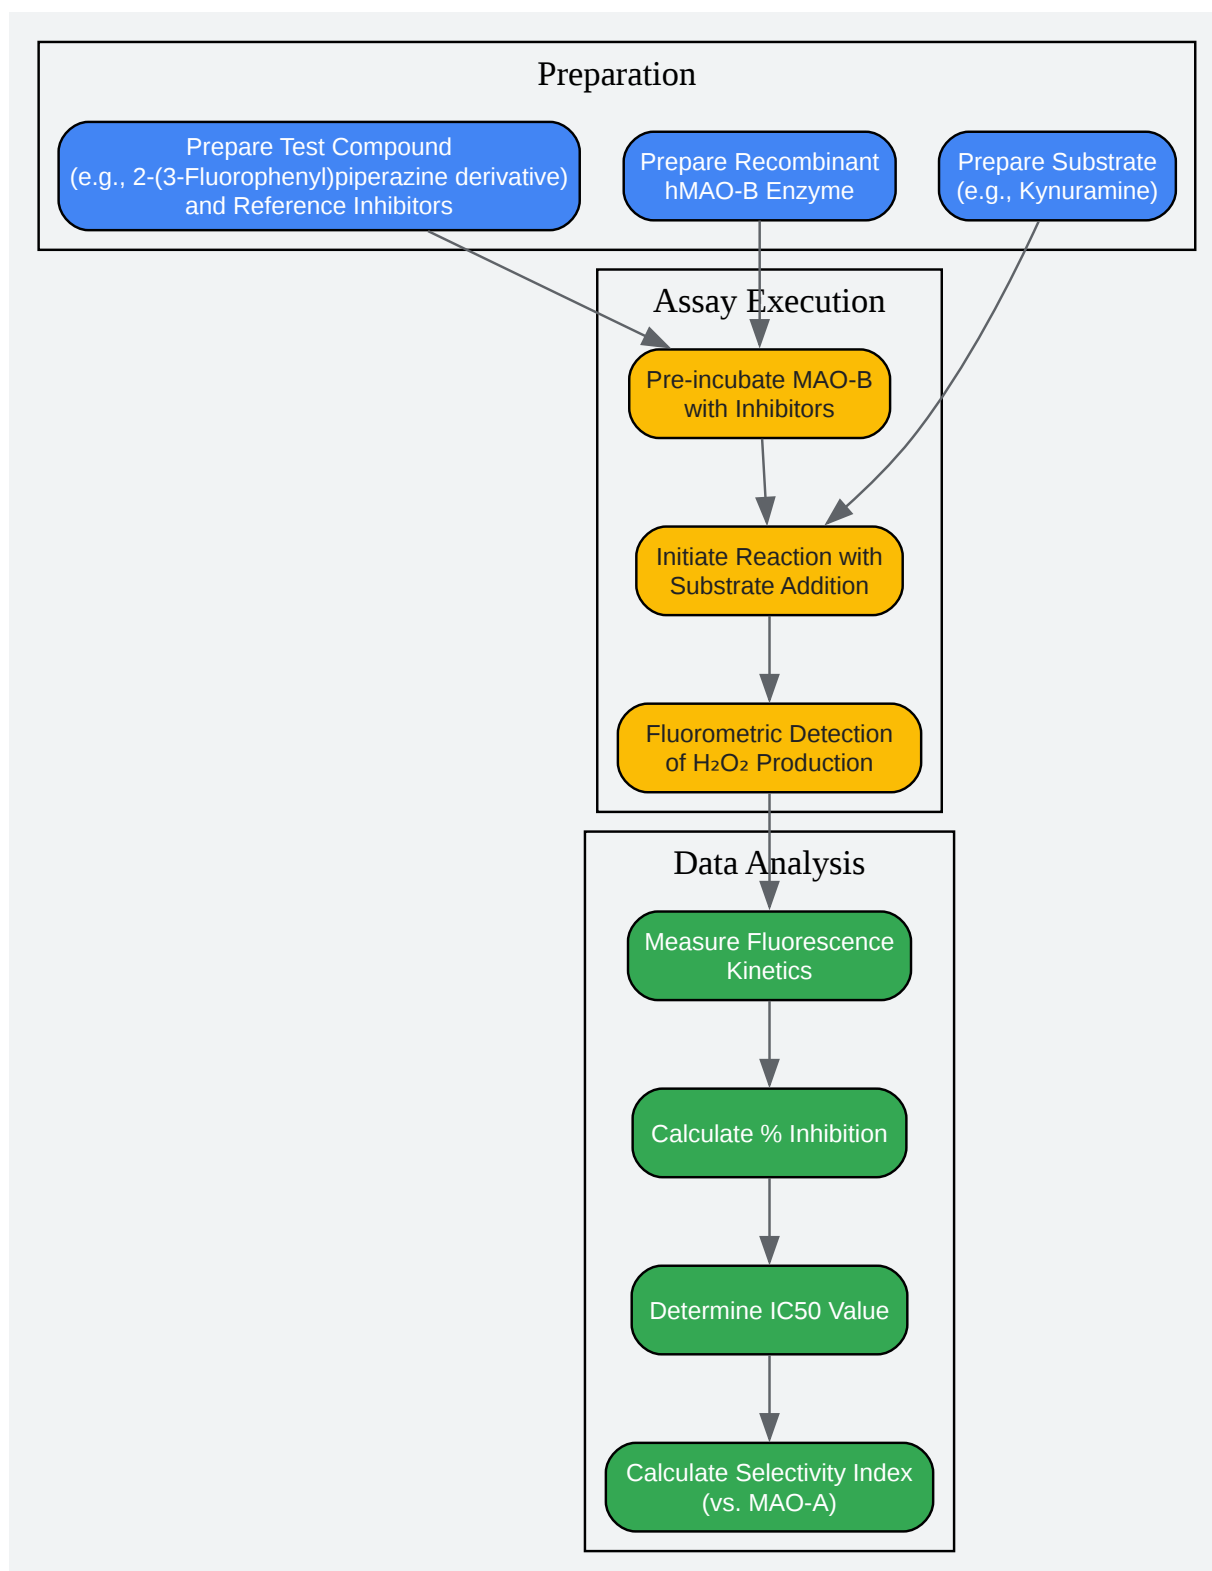 Preparation
Prepare Test Compound
(e.g., 2-(3-Fluorophenyl)piperazine derivative)
and Reference Inhibitors
Prepare Recombinant
hMAO-B Enzyme
Prepare Substrate
(e.g., Kynuramine)
Assay Execution
Pre-incubate MAO-B
with Inhibitors
Initiate Reaction with
Substrate Addition
Fluorometric Detection
of H₂O₂ Production
Data Analysis
Measure Fluorescence
Kinetics
Calculate % Inhibition
Determine IC50 Value
Calculate Selectivity Index
(vs. MAO-A)